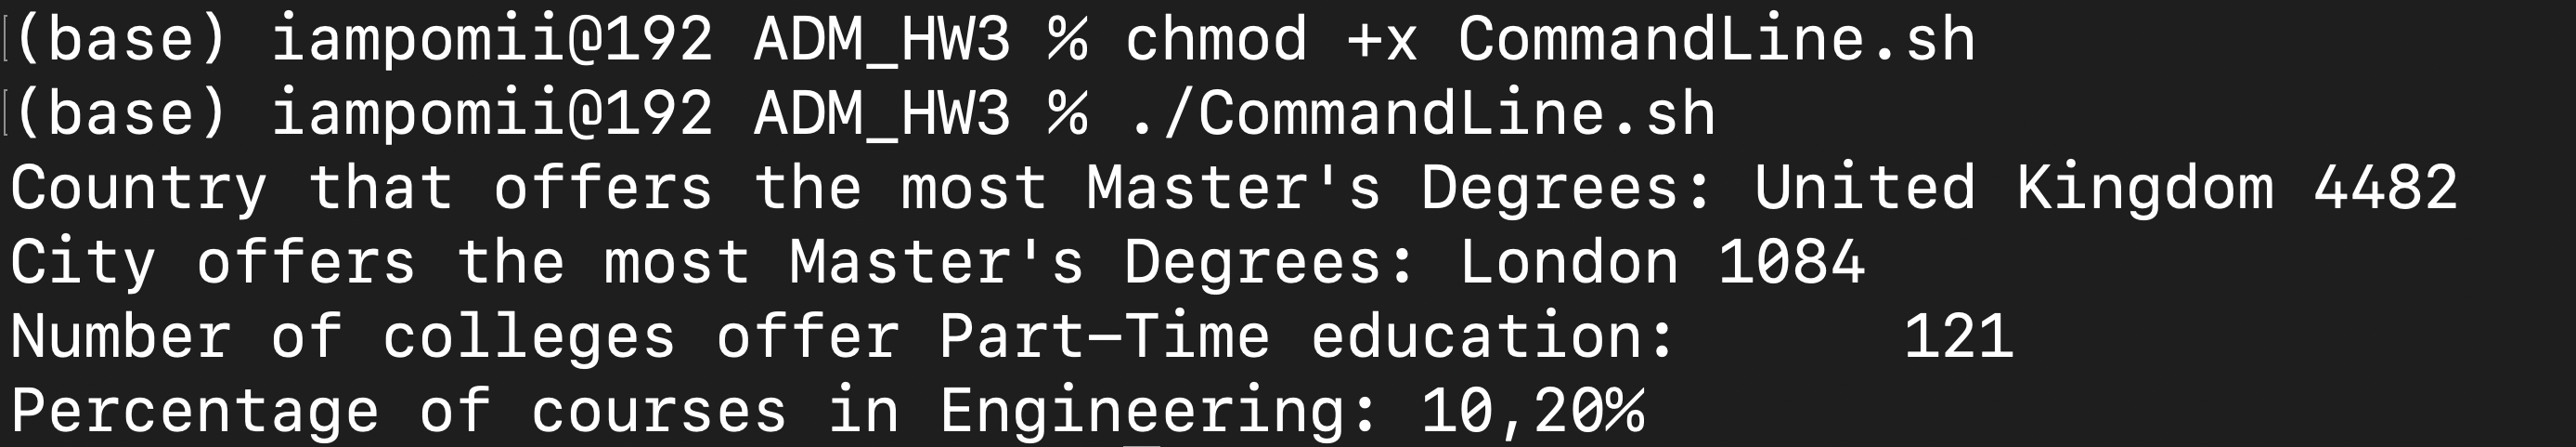 (base) iampomii@192 ADM_HW3 % chmod +x CommandLine.sh
(base) iampomii@192 ADM_HW3 % ./CommandLine.sh
Country that offers the most Master's Degrees: United Kingdom 4482
City offers the most Master's Degrees: London 1084
Number of colleges offer Part-Time education:      121
Percentage of courses in Engineering: 10,20%